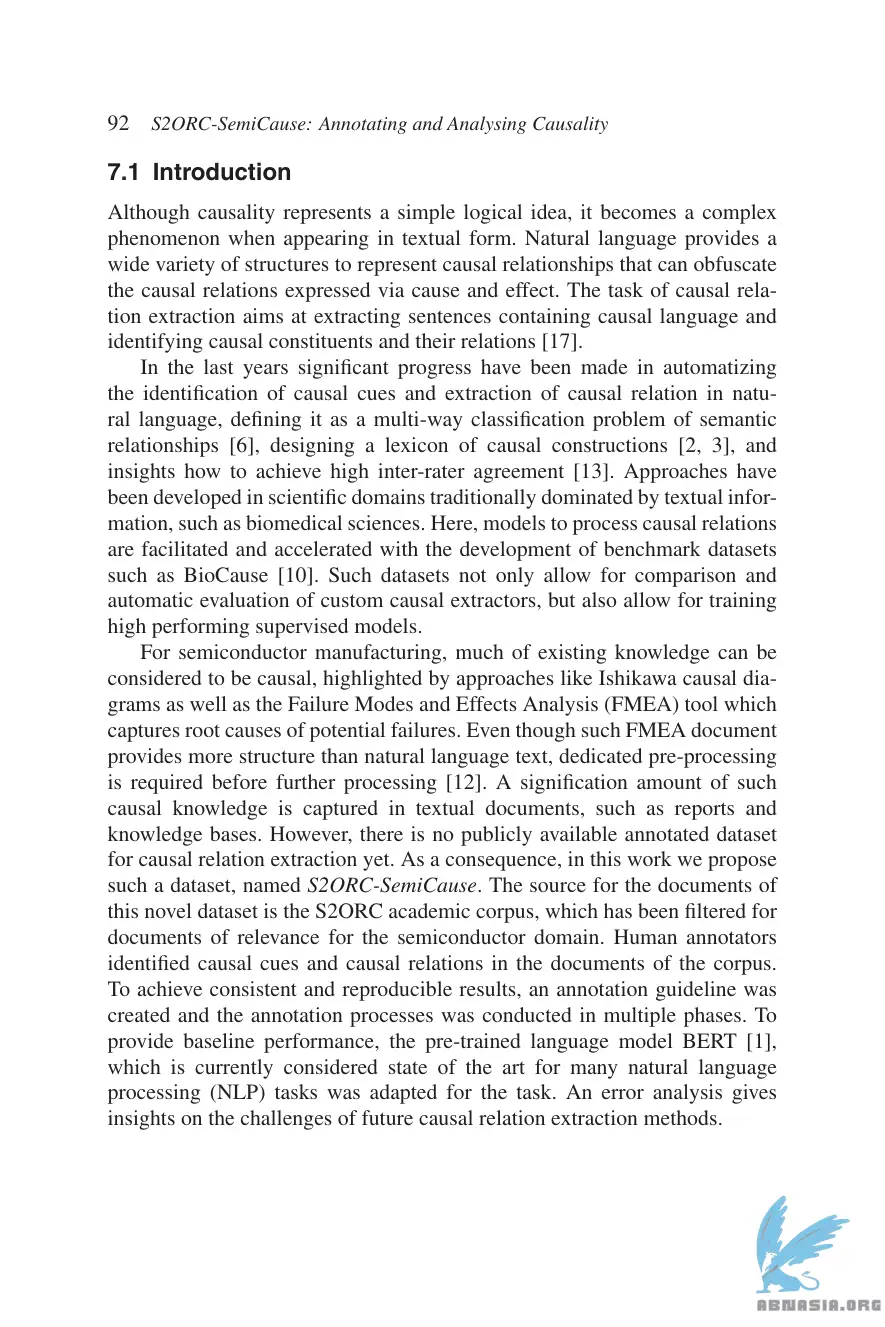 92 S2ORC-SemiCause: Annotating and Analysing Causality
7.1 Introduction
Although causality represents a simple logical idea, it becomes a complex
phenomenon when appearing in textual form. Natural language provides a
wide variety of structures to represent causal relationships that can obfuscate
the causal relations expressed via cause and effect. The task of causal rela-
tion extraction aims at extracting sentences containing causal language and
identifying causal constituents and their relations [17].
In the last years significant progress have been made in automatizing
the identification of causal cues and extraction of causal relation in natu-
ral language, defining it as a multi-way classification problem of semantic
relationships [6], designing a lexicon of causal constructions [2, 3], and
insights how to achieve high inter-rater agreement [13]. Approaches have
been developed in scientific domains traditionally dominated by textual infor-
mation, such as biomedical sciences. Here, models to process causal relations
are facilitated and accelerated with the development of benchmark datasets
such as BioCause [10]. Such datasets not only allow for comparison and
automatic evaluation of custom causal extractors, but also allow for training
high performing supervised models.
For semiconductor manufacturing, much of existing knowledge can be
considered to be causal, highlighted by approaches like Ishikawa causal dia-
grams as well as the Failure Modes and Effects Analysis (FMEA) tool which
captures root causes of potential failures. Even though such FMEA document
provides more structure than natural language text, dedicated pre-processing
is required before further processing [12]. A signification amount of such
causal knowledge is captured in textual documents, such as reports and
knowledge bases. However, there is no publicly available annotated dataset
for causal relation extraction yet. As a consequence, in this work we propose
such a dataset, named S2ORC-SemiCause. The source for the documents of
this novel dataset is the S2ORC academic corpus, which has been filtered for
documents of relevance for the semiconductor domain. Human annotators
identified causal cues and causal relations in the documents of the corpus.
To achieve consistent and reproducible results, an annotation guideline was
created and the annotation processes was conducted in multiple phases. To
provide baseline performance, the pre-trained language model BERT [1],
which is currently considered state of the art for many natural language
processing (NLP) tasks was adapted for the task. An error analysis gives
insights on the challenges of future causal relation extraction methods.
ABNASIA.ORG